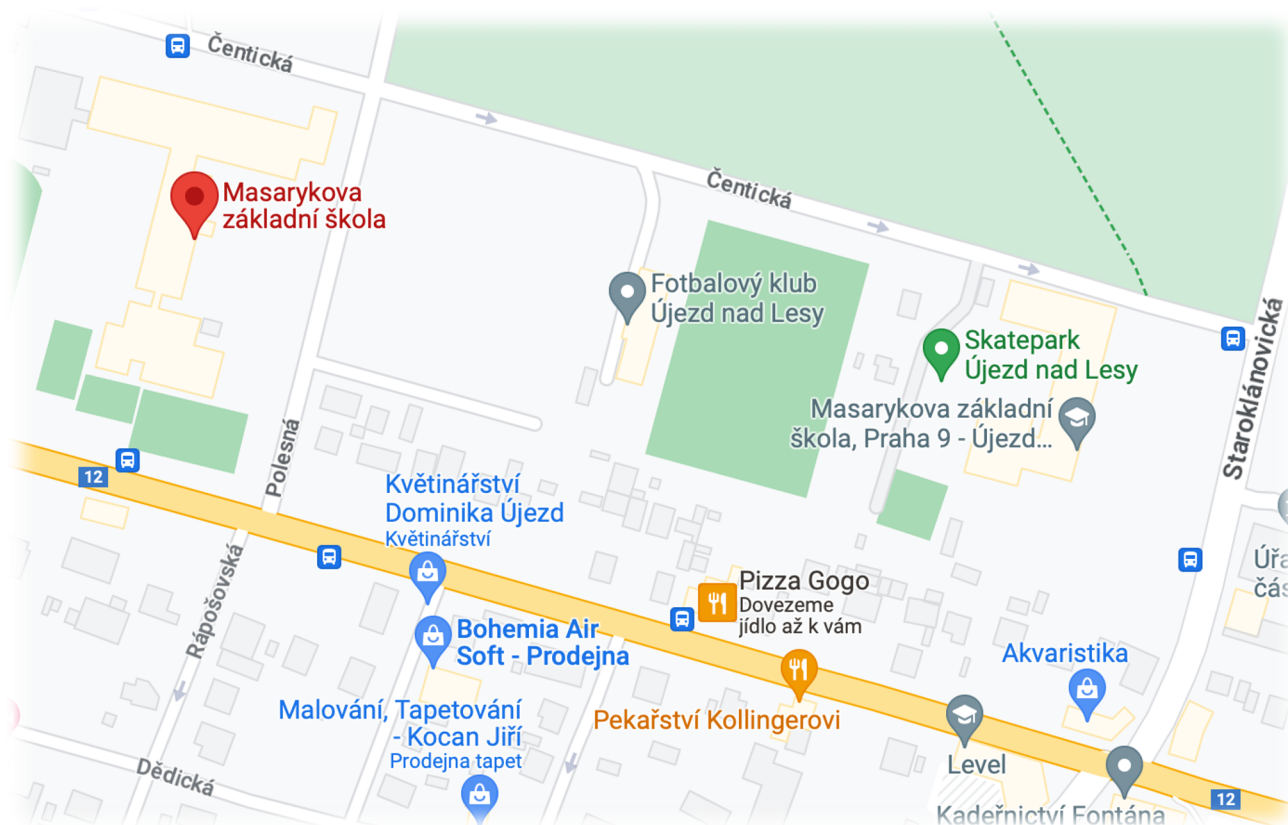 Čentická
Masarykova
základní škola
Čentická
Fotbalový klub
Újezd nad Lesy
Skatepark
Újezd nad Lesy
Masarykova základní
škola, Praha 9 - Újezd...
Staroklánovická
Polesná
12
Květinářství
Dominika Újezd
Květinářství
Rápošovská
Pizza Gogo
Dovezeme
jídlo až k vám
Bohemia Air
Soft - Prodejna
Akvaristika
Malování, Tapetování
- Kocan Jiří
Prodejna tapet
Pekařství Kollingerovi
Dědická
Level
Kadeřnictví Fontána
12